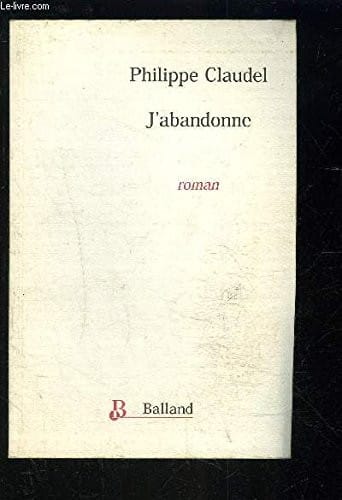 Le-livre.com
Philippe Claudel
J'abandonne
roman
B Balland